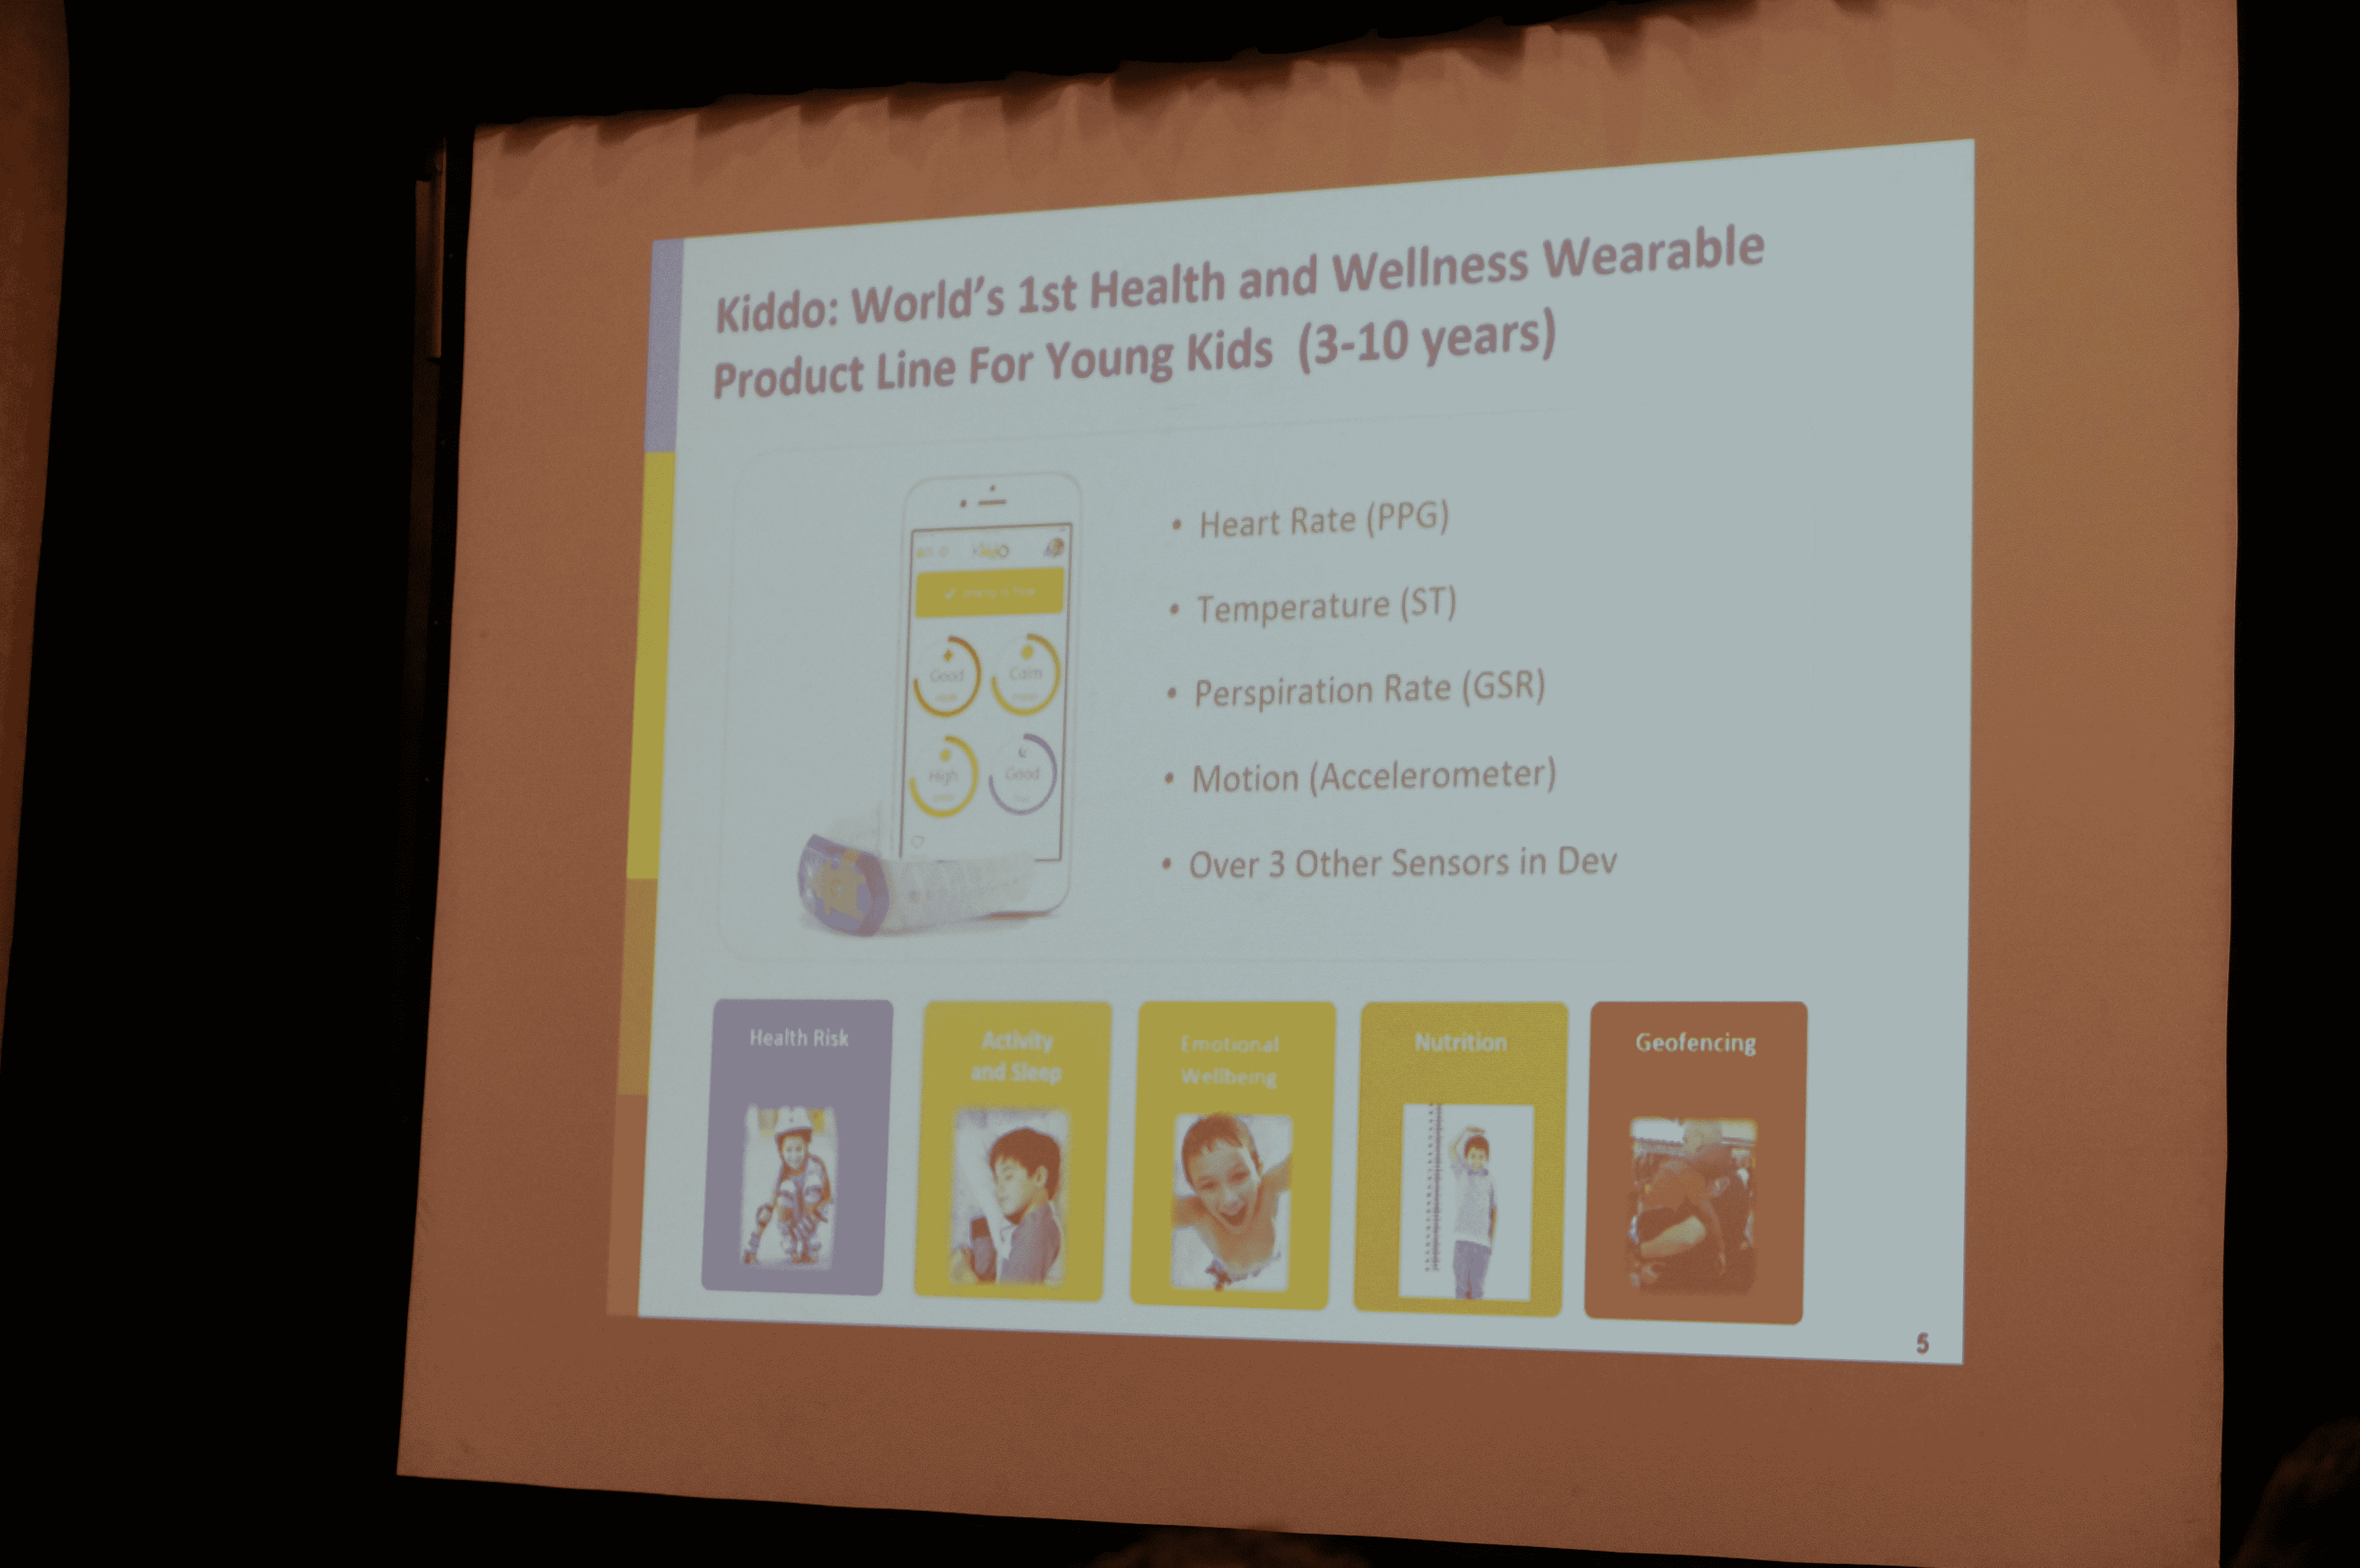 Kiddo: World's 1st Health and Wellness Wearable
Product Line For Young Kids (3-10 years)
• Heart Rate (PPG)
• Temperature (ST)
• Perspiration Rate (GSR)
• Motion (Accelerometer)
• Over 3 Other Sensors in Dev
Good
Calm
High
Good
Health Risk
Activity
and Sleep
Emotional
Wellbeing
Nutrition
Geofencing
5